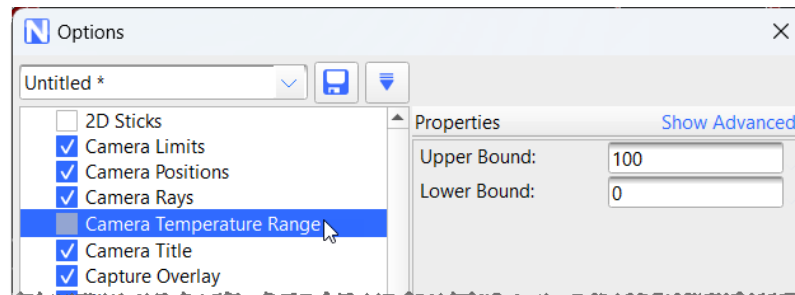 Options
Untitled *
2D Sticks
Camera Limits
Camera Positions
Camera Rays
Camera Temperature Range
Camera Title
Capture Overlay
Properties Show Advanced
Upper Bound: 100
Lower Bound: 0